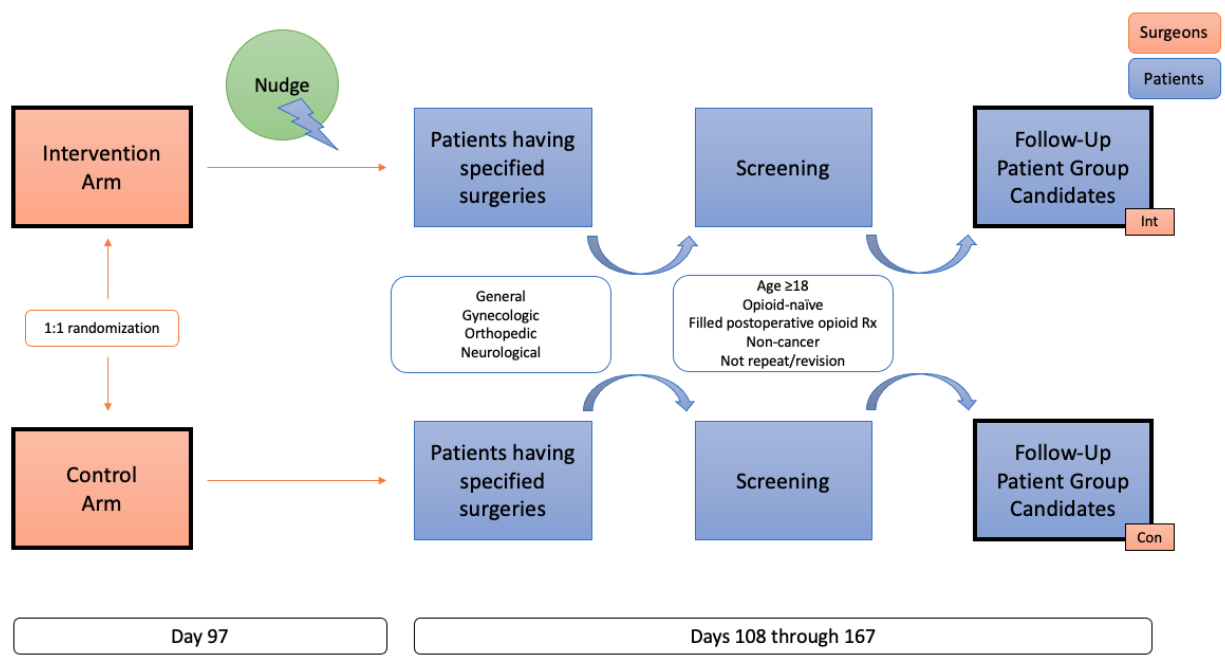 Surgeons
Patients
Nudge
Intervention
Arm
Patients having
specified
surgeries
Screening
Follow-Up
Patient Group
Candidates
Int
1:1 randomization
General
Gynecologic
Orthopedic
Neurological
Age ≥18
Opioid-naïve
Filled postoperative opioid Rx
Non-cancer
Not repeat/revision
Control
Arm
Patients having
specified
surgeries
Screening
Follow-Up
Patient Group
Candidates
Con
Day 97
Days 108 through 167